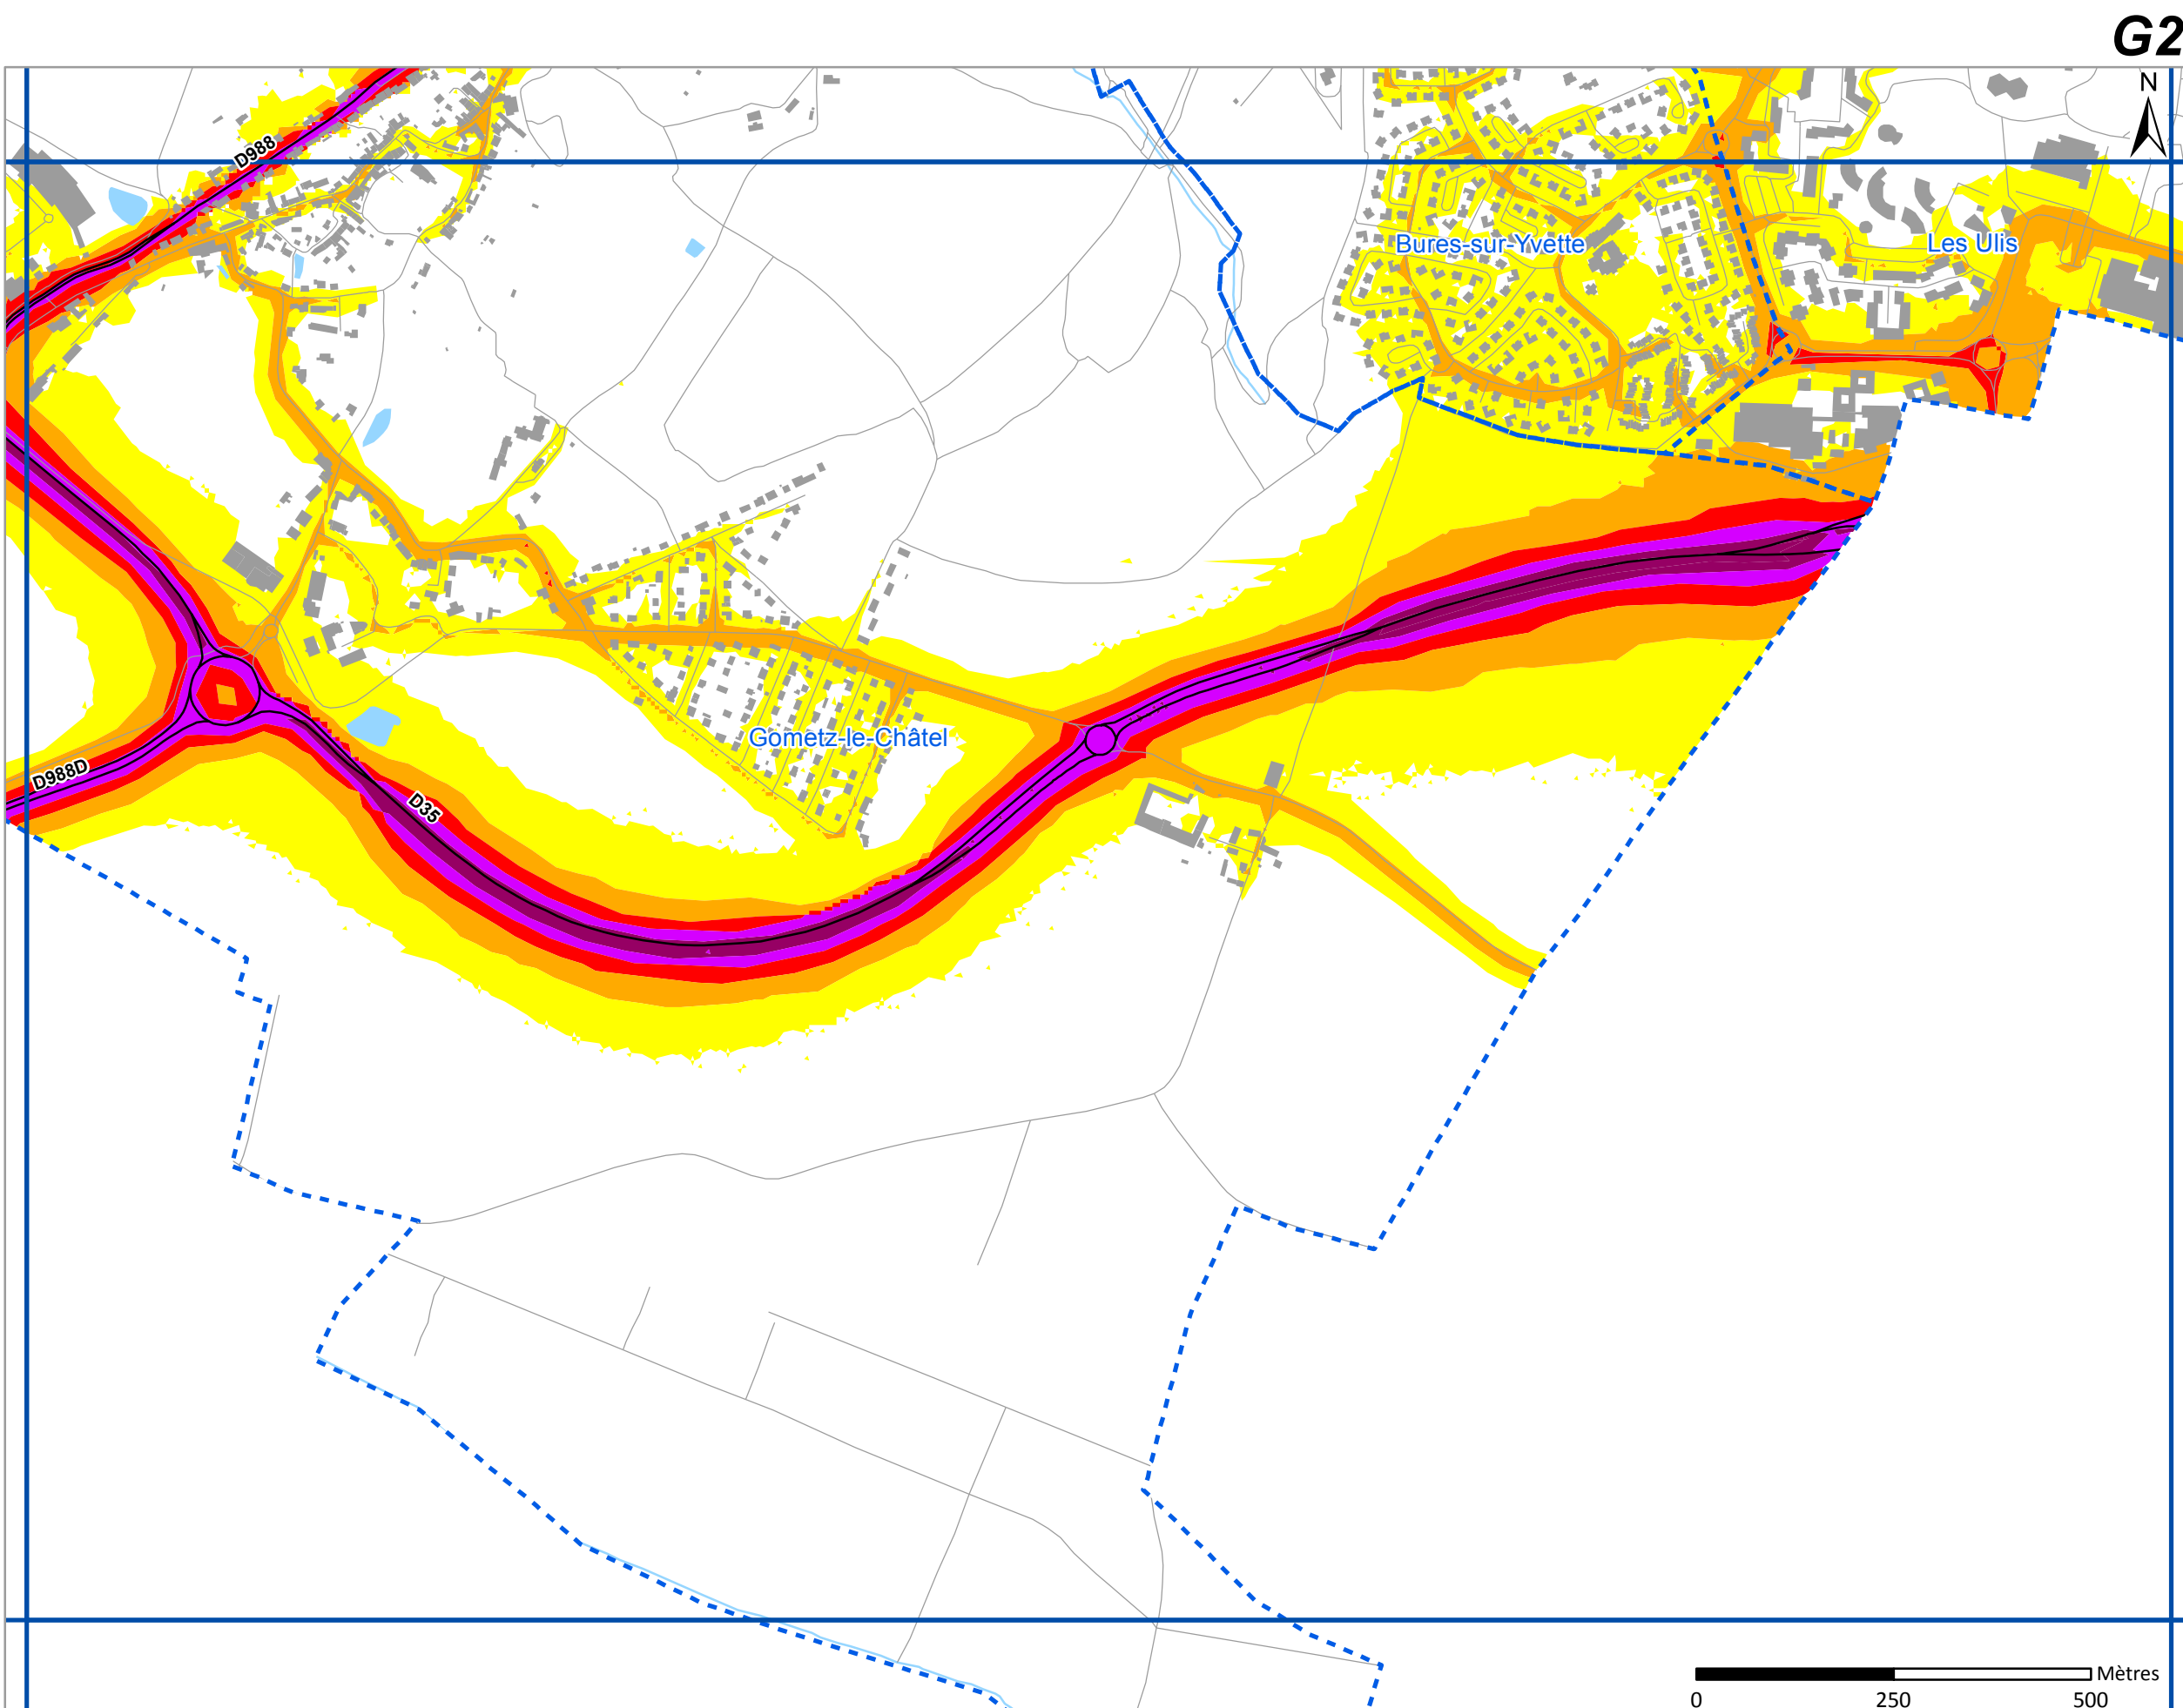 G2
N
D988
Bures-sur-Yvette
Les Ulis
Gometz-le-Châtel
D988D
D35
Mètres
0 250 500